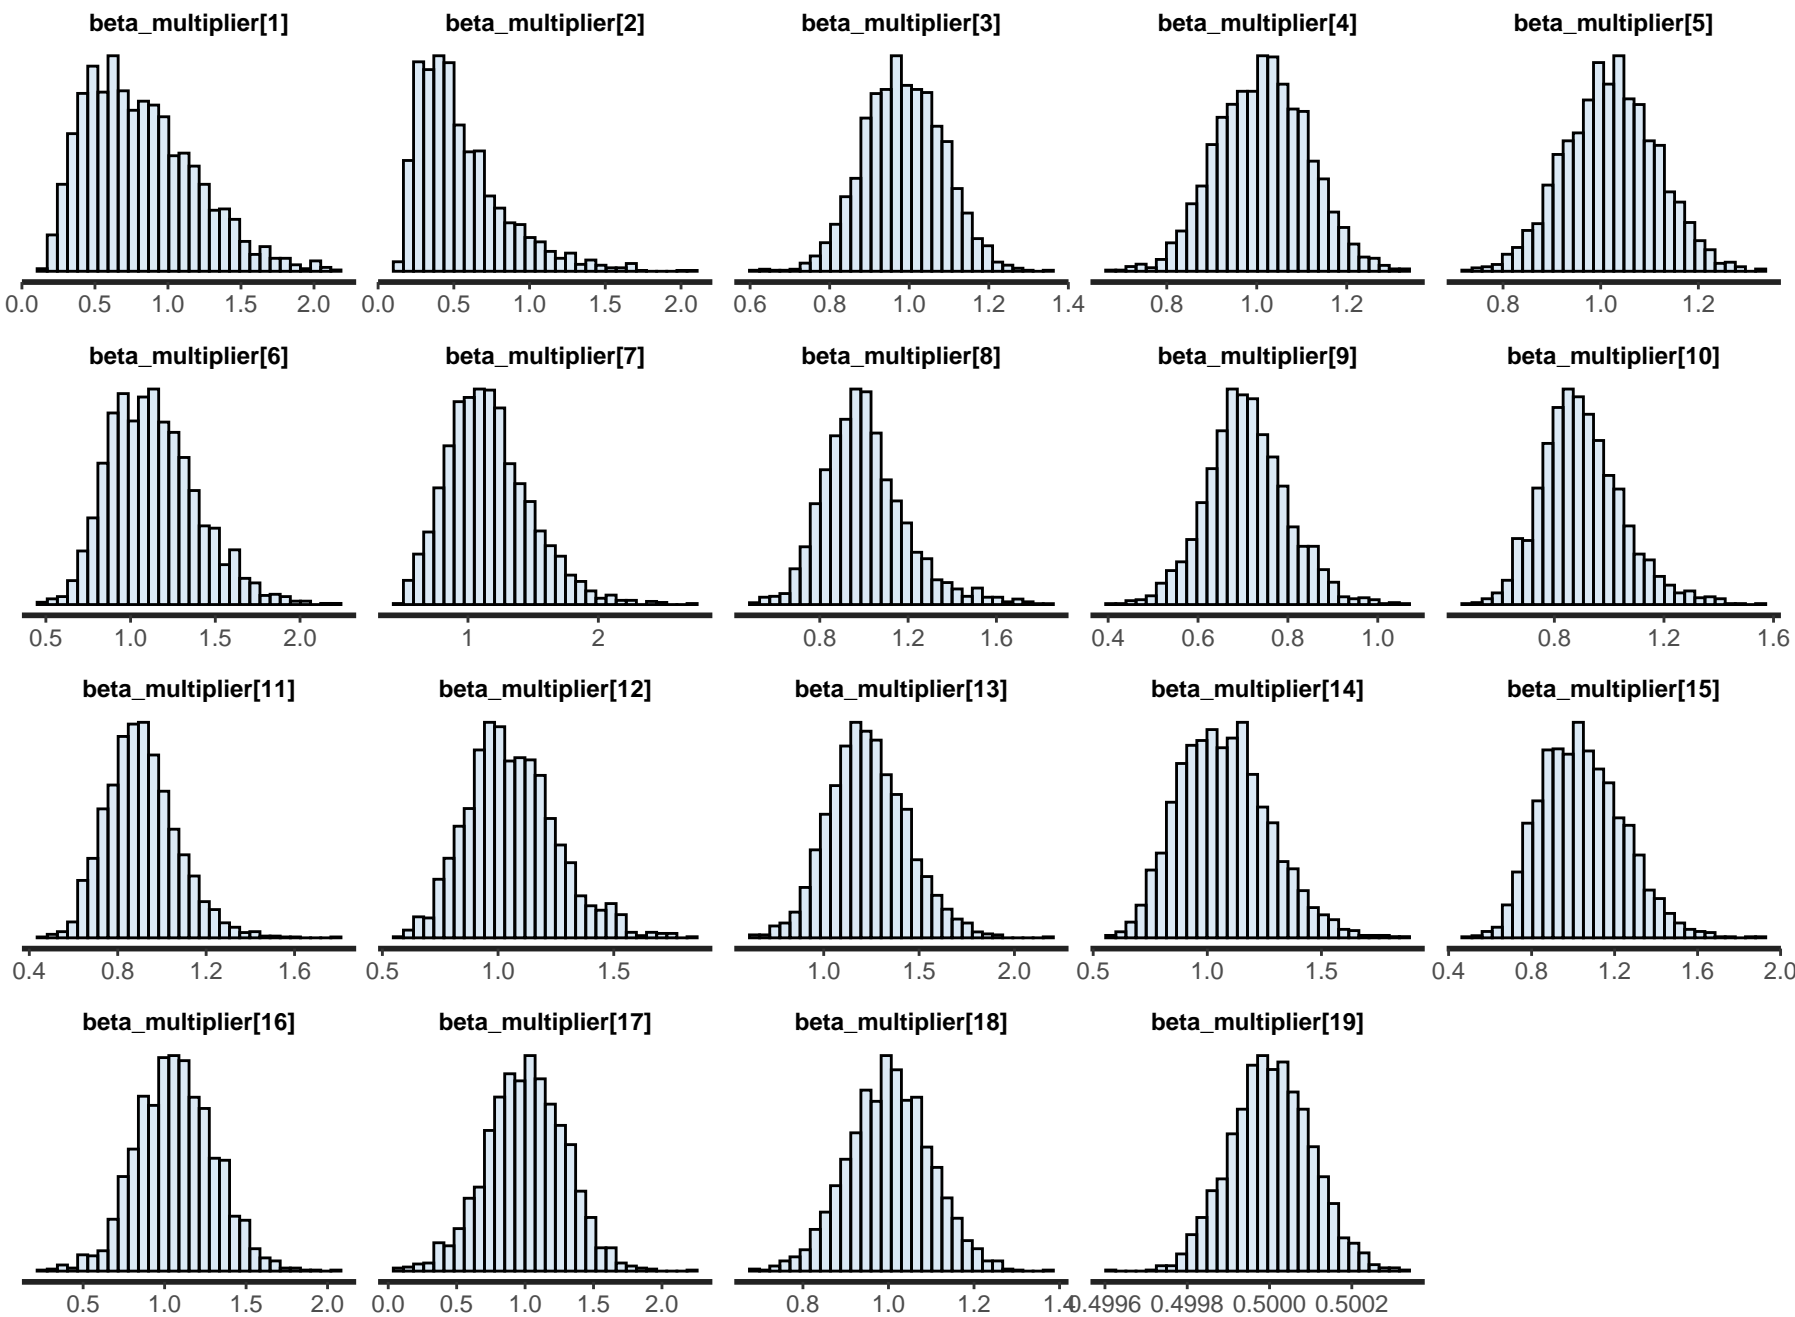 beta_multiplier[1] beta_multiplier[2] beta_multiplier[3] beta_multiplier[4] beta_multiplier[5]
0.0 0.5 1.0 1.5 2.0 0.0 0.5 1.0 1.5 2.0 0.6 0.8 1.0 1.2 1.4 0.8 1.0 1.2 0.8 1.0 1.2
beta_multiplier[6] beta_multiplier[7] beta_multiplier[8] beta_multiplier[9] beta_multiplier[10]
0.5 1.0 1.5 2.0 1 2 0.8 1.2 1.6 0.4 0.6 0.8 1.0 0.8 1.2 1.6
beta_multiplier[11] beta_multiplier[12] beta_multiplier[13] beta_multiplier[14] beta_multiplier[15]
0.4 0.8 1.2 1.6 0.5 1.0 1.5 1.0 1.5 2.0 0.5 1.0 1.5 0.4 0.8 1.2 1.6 2.0
beta_multiplier[16] beta_multiplier[17] beta_multiplier[18] beta_multiplier[19]
0.5 1.0 1.5 2.0 0.0 0.5 1.0 1.5 2.0 0.8 1.0 1.2 1.4 0.4996 0.4998 0.5000 0.5002